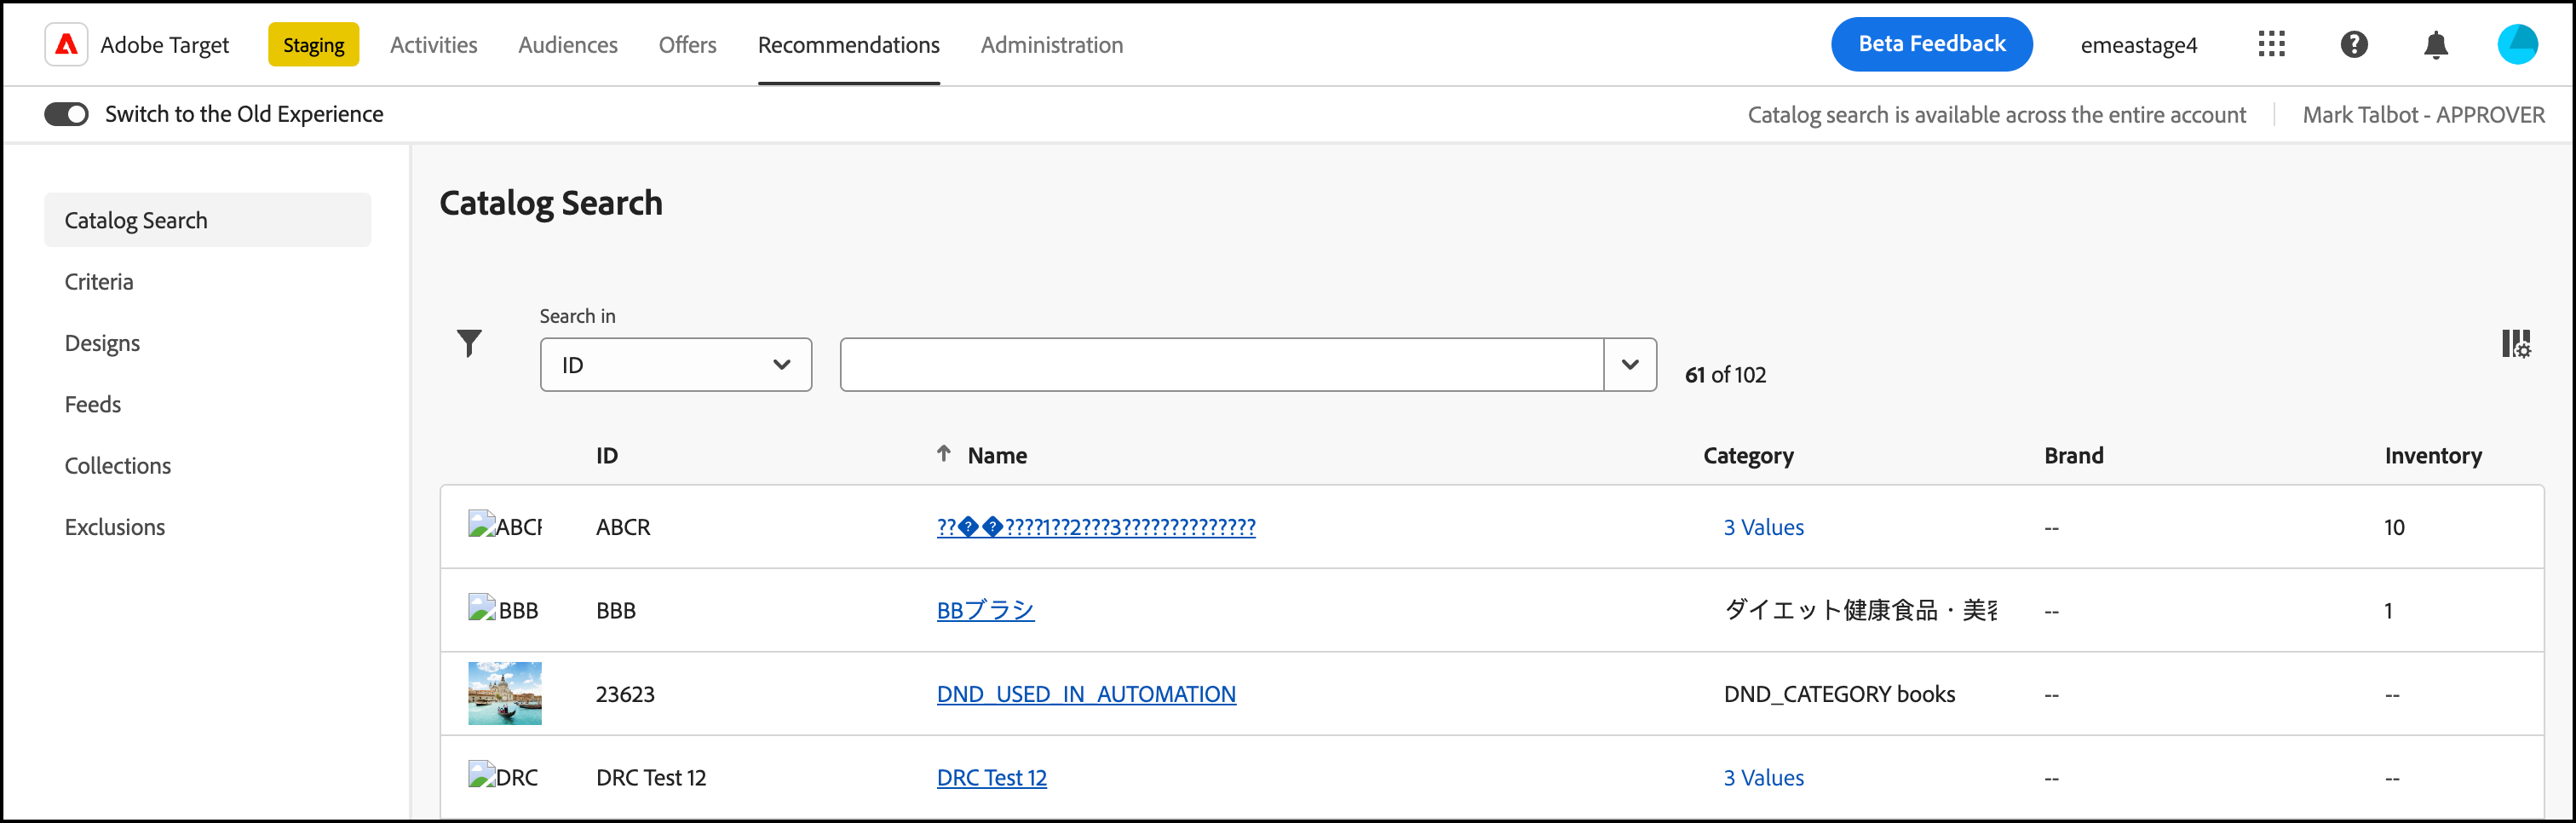 Adobe Target Staging Activities Audiences Offers Recommendations Administration Beta Feedback emeastage4
Switch to the Old Experience Catalog search is available across the entire account Mark Talbot - APPROVER
Catalog Search
Criteria
Designs
Feeds
Collections
Exclusions
Catalog Search
Search in
ID
61 of 102
ID Name Category Brand Inventory
ABCR ABCR ??��????1??2???3?????????????? 3 Values -- 10
BBB BBB BBブラシ ダイエット健康食品・美容 -- 1
23623 DND_USED_IN_AUTOMATION DND_CATEGORY books -- --
DRC DRC Test 12 DRC Test 12 3 Values -- --